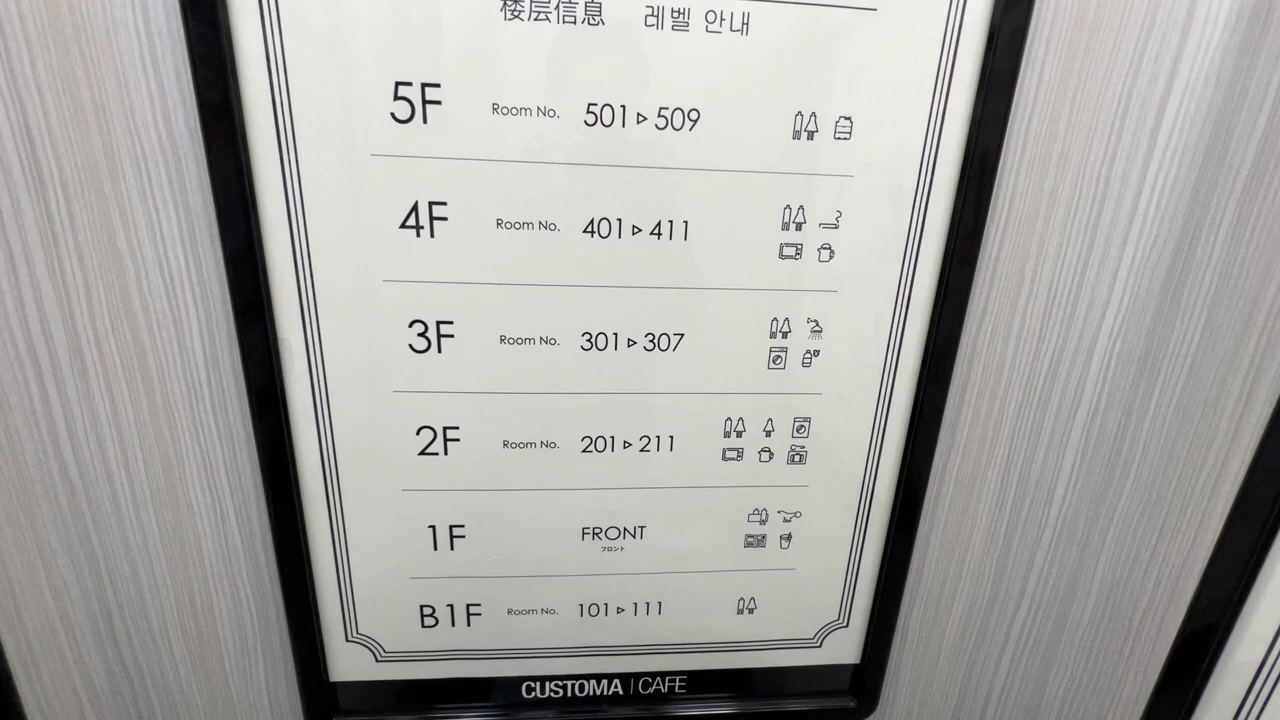 楼层信息 레벨 안내
5F Room No. 501▷509
4F Room No. 401▷411
3F Room No. 301▷307
2F Room No. 201▷211
1F FRONT
フロント
B1F Room No. 101▷111
CUSTOMA | CAFE